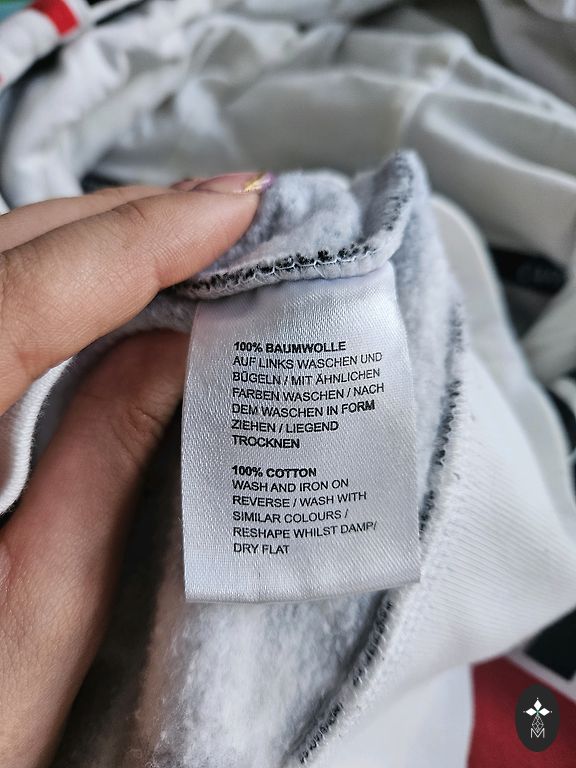 100% BAUMWOLLE
AUF LINKS WASCHEN UND
BÜGELN / MIT ÄHNLICHEN
FARBEN WASCHEN / NACH
DEM WASCHEN IN FORM
ZIEHEN / LIEGEND
TROCKNEN
100% COTTON
WASH AND IRON ON
REVERSE / WASH WITH
SIMILAR COLOURS /
RESHAPE WHILST DAMP/
DRY FLAT